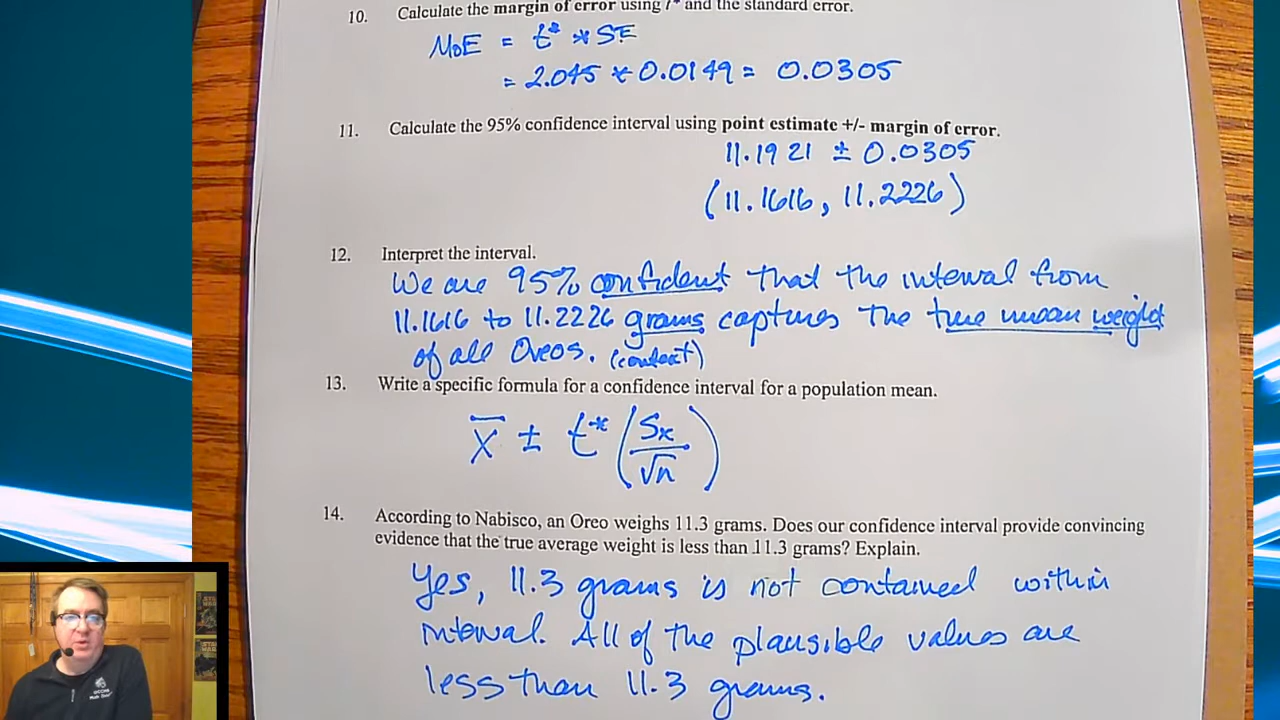 10. Calculate the margin of error using t* and the standard error.
MoE = t* * SE
= 2.045 * 0.0149 = 0.0305
11. Calculate the 95% confidence interval using point estimate +/- margin of error.
11.1921 ± 0.0305
(11.1616, 11.2226)
12. Interpret the interval.
We are 95% confident that the interval from
11.1616 to 11.2226 grams captures the true mean weight
of all Oreos. (context)
13. Write a specific formula for a confidence interval for a population mean.
x̄ ± t* (Sx/√n)
14. According to Nabisco, an Oreo weighs 11.3 grams. Does our confidence interval provide convincing
evidence that the true average weight is less than 11.3 grams? Explain.
Yes, 11.3 grams is not contained within
interval. All of the plausible values are
less than 11.3 grams.